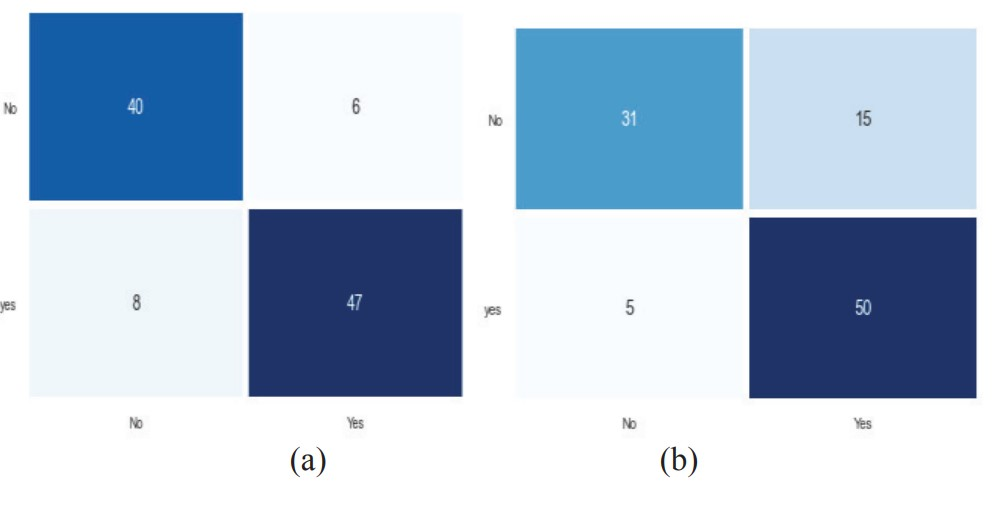 No 40 6
yes 8 47
No Yes
(a)
No 31 15
yes 5 50
No Yes
(b)